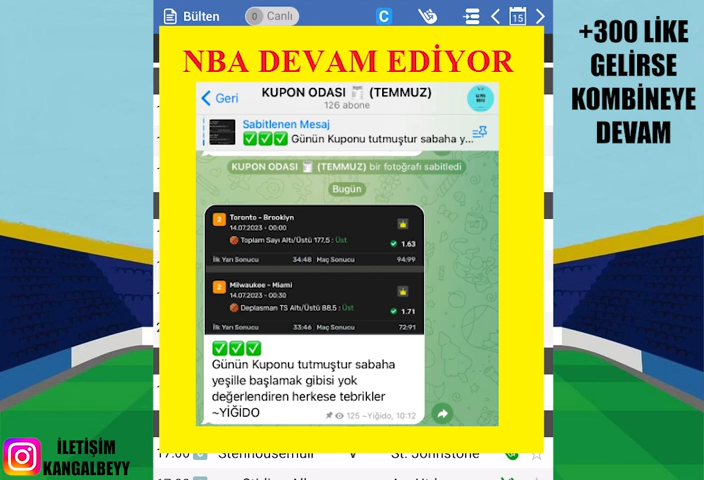 Bülten
0 Canlı
C
15
+300 LİKE
GELİRSE
KOMBİNEYE
DEVAM
NBA DEVAM EDİYOR
Geri
KUPON ODASI (TEMMUZ)
126 abone
Sabitlenen Mesaj
Günün Kuponu tutmuştur sabaha y...
KUPON ODASI (TEMMUZ) bir fotoğrafı sabitledi
Bugün
2 Toronto - Brooklyn
14.07.2023 - 00:00
Toplam Sayı Altı/Üstü 177,5 : Üst 1.63
İlk Yarı Sonucu 34:48 Maç Sonucu 94:99
2 Milwaukee - Miami
14.07.2023 - 00:30
Deplasman TS Altı/Üstü 88,5 : Üst 1.71
İlk Yarı Sonucu 33:46 Maç Sonucu 72:91
Günün Kuponu tutmuştur sabaha
yeşille başlamak gibisi yok
değerlendiren herkese tebrikler
~YİĞİDO
125 ~Yiğido, 10:12
17:00 Stenhousemuir v St. Johnstone
İLETİŞİM
KANGALBEYY